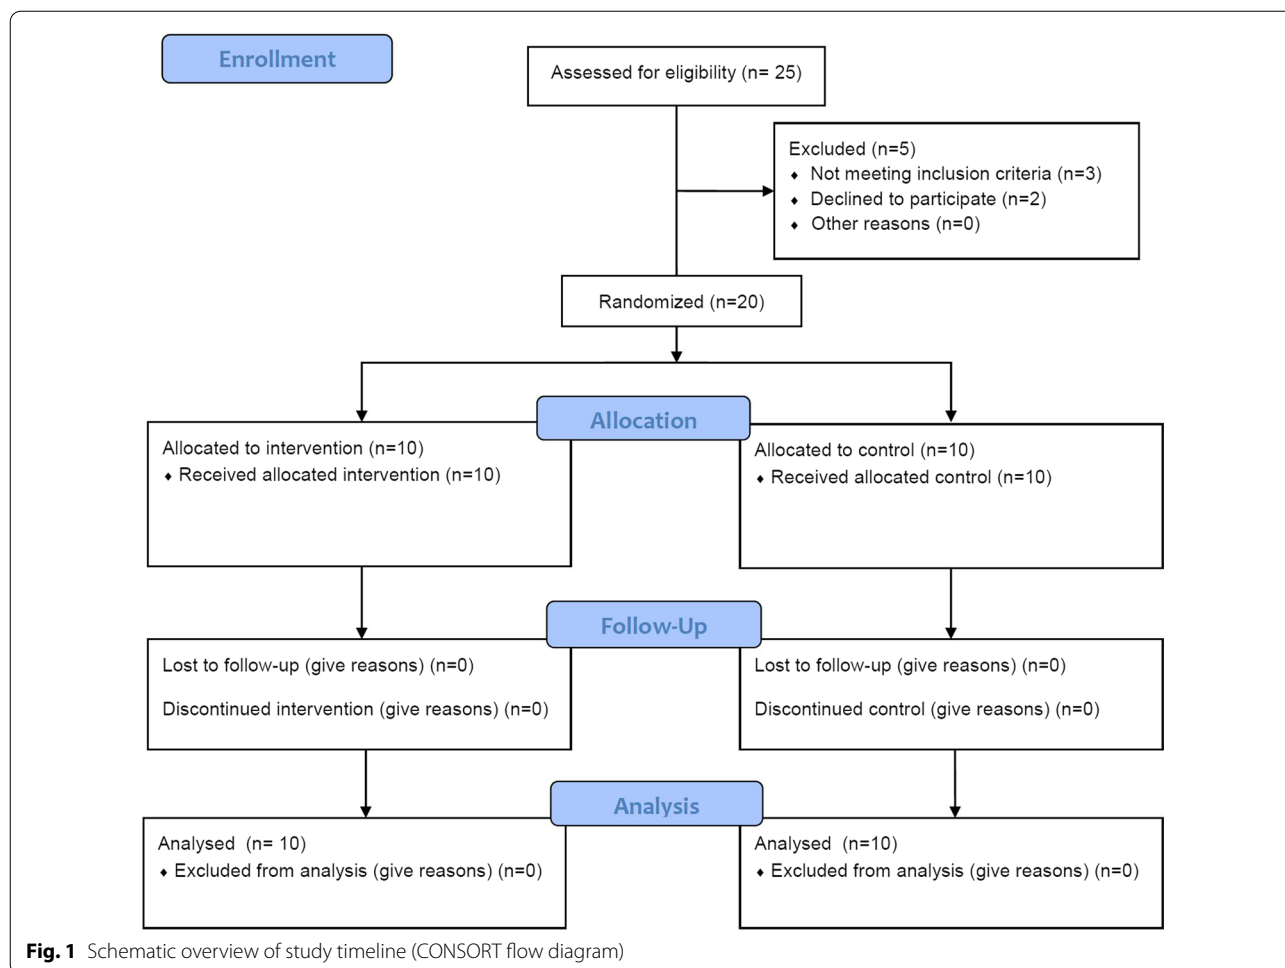 Enrollment
Assessed for eligibility (n= 25)
Excluded (n=5)
♦ Not meeting inclusion criteria (n=3)
♦ Declined to participate (n=2)
♦ Other reasons (n=0)
Randomized (n=20)
Allocation
Allocated to intervention (n=10)
♦ Received allocated intervention (n=10)
Allocated to control (n=10)
♦ Received allocated control (n=10)
Follow-Up
Lost to follow-up (give reasons) (n=0)
Discontinued intervention (give reasons) (n=0)
Lost to follow-up (give reasons) (n=0)
Discontinued control (give reasons) (n=0)
Analysis
Analysed (n= 10)
♦ Excluded from analysis (give reasons) (n=0)
Analysed (n=10)
♦ Excluded from analysis (give reasons) (n=0)
Fig. 1 Schematic overview of study timeline (CONSORT flow diagram)